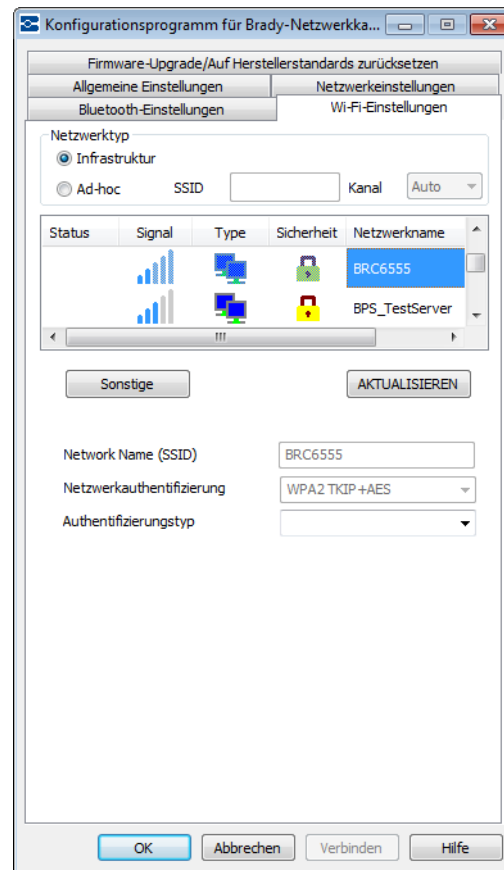 Konfigurationsprogramm für Brady-Netzwerkka...
Firmware-Upgrade/Auf Herstellerstandards zurücksetzen
Allgemeine Einstellungen Netzwerkeinstellungen
Bluetooth-Einstellungen Wi-Fi-Einstellungen
Netzwerktyp
Infrastruktur
Ad-hoc SSID Kanal Auto
Status Signal Type Sicherheit Netzwerkname
BRC6555
BPS_TestServer
Sonstige AKTUALISIEREN
Network Name (SSID) BRC6555
Netzwerkauthentifizierung WPA2 TKIP+AES
Authentifizierungstyp
OK Abbrechen Verbinden Hilfe